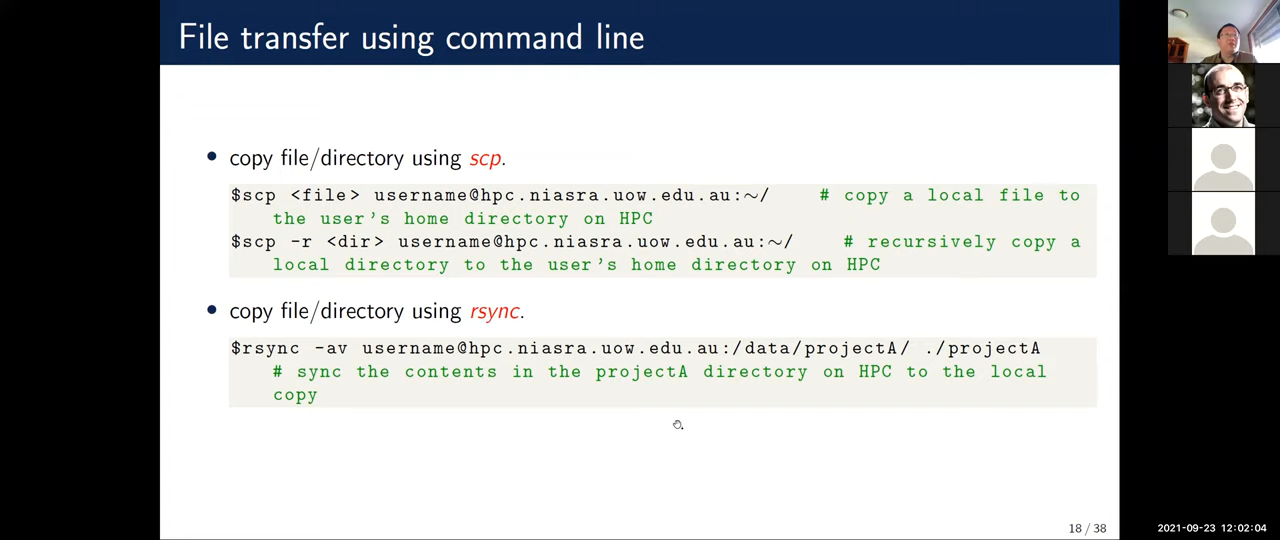 File transfer using command line
• copy file/directory using scp.
$scp <file> username@hpc.niasra.uow.edu.au:~/ # copy a local file to
the user's home directory on HPC
$scp -r <dir> username@hpc.niasra.uow.edu.au:~/ # recursively copy a
local directory to the user's home directory on HPC
• copy file/directory using rsync.
$rsync -av username@hpc.niasra.uow.edu.au:/data/projectA/ ./projectA
# sync the contents in the projectA directory on HPC to the local
copy
18 / 38
2021-09-23 12:02:04